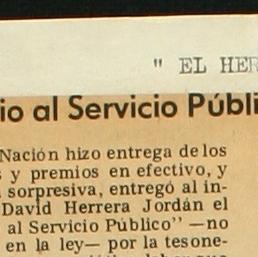 " EL HER
io al Servicio Públi
Nación hizo entrega de los
s y premios en efectivo, y
sorpresiva, entregó al in-
David Herrera Jordán el
al Servicio Público" —no
en la ley— por la tesone-